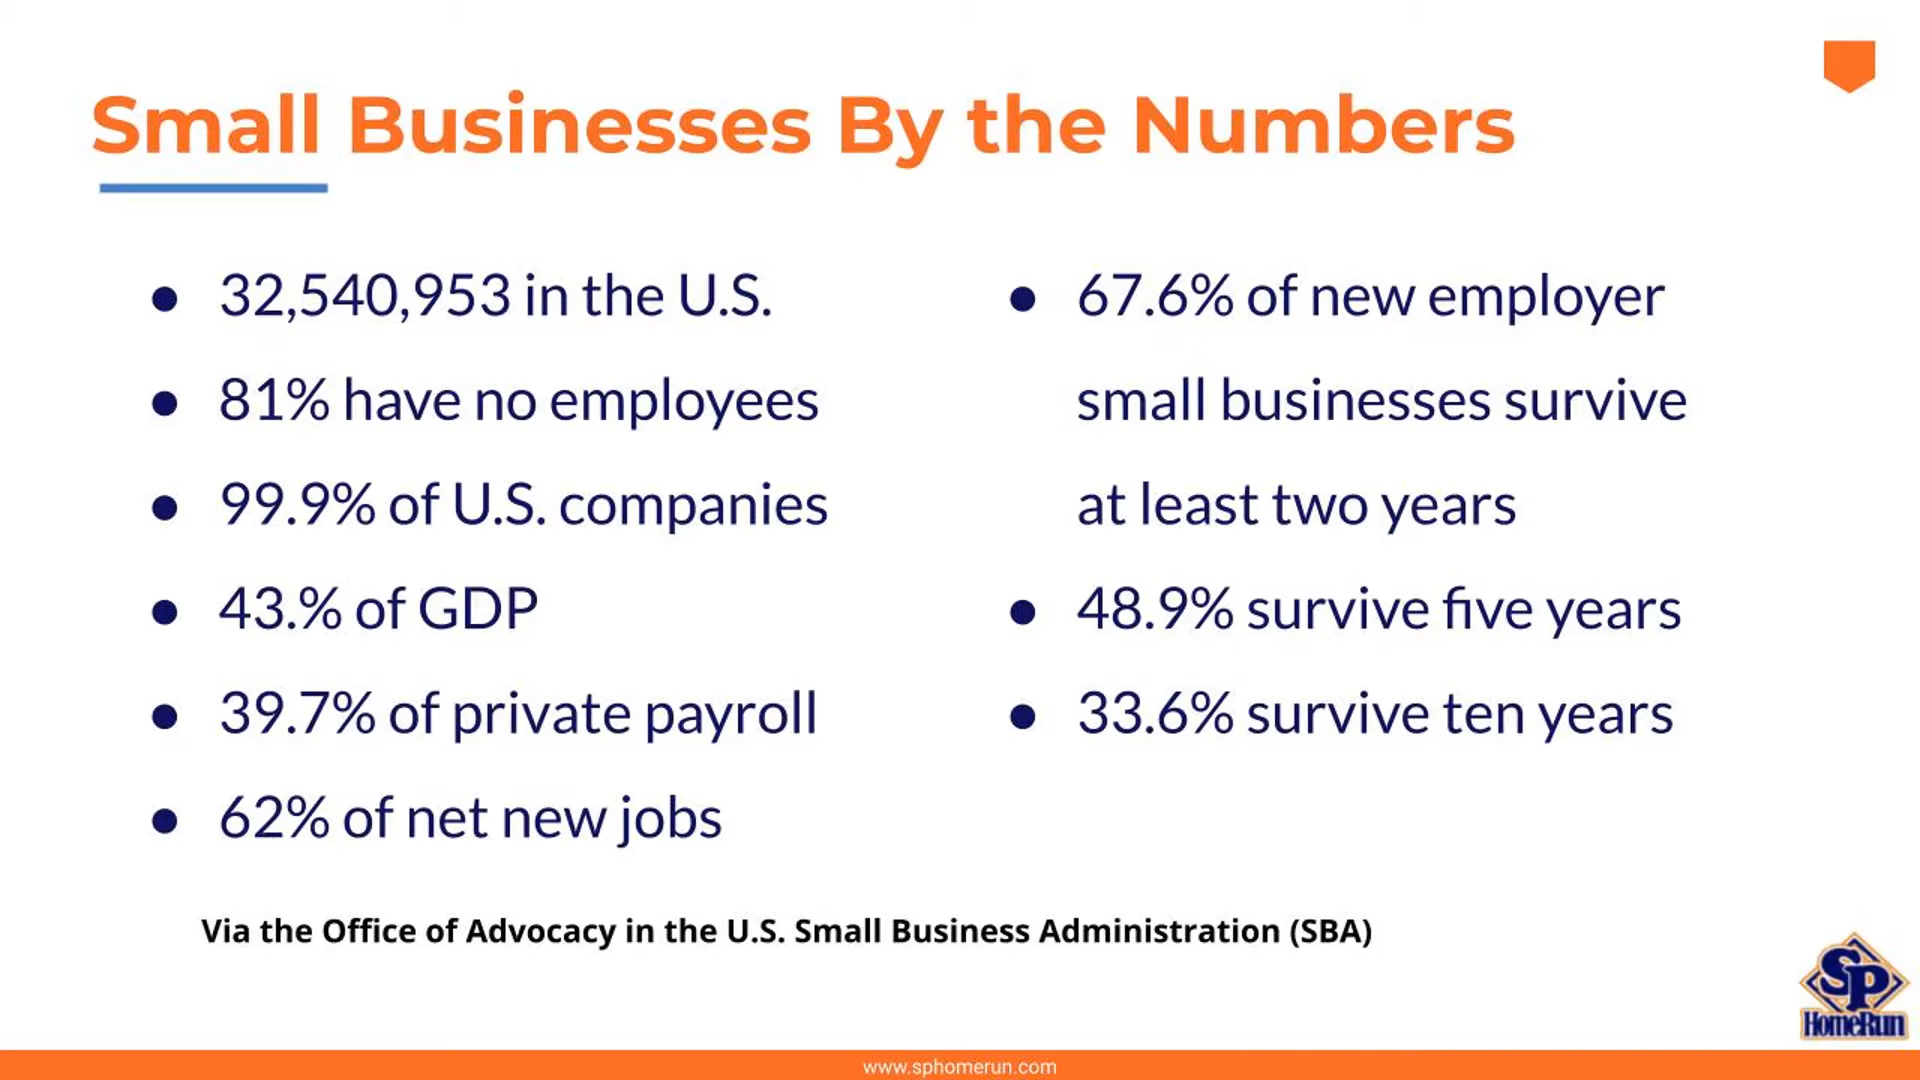 Small Businesses By the Numbers
● 32,540,953 in the U.S.
● 81% have no employees
● 99.9% of U.S. companies
● 43.% of GDP
● 39.7% of private payroll
● 62% of net new jobs
● 67.6% of new employer
small businesses survive
at least two years
● 48.9% survive five years
● 33.6% survive ten years
Via the Office of Advocacy in the U.S. Small Business Administration (SBA)
SP
HomeRun
www.sphomerun.com